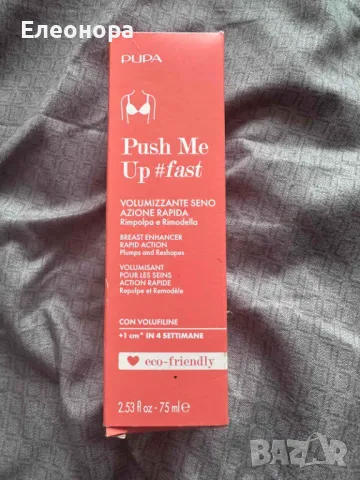 Елеонора
PUPA
Push Me
Up #fast
VOLUMIZZANTE SENO
AZIONE RAPIDA
Rimpolpa e Rimodella
BREAST ENHANCER
RAPID ACTION
Plumps and Reshapes
VOLUMISANT
POUR LES SEINS
ACTION RAPIDE
Repulpe et Remodèle
CON VOLUFILINE
+1 cm* IN 4 SETTIMANE
eco-friendly
2.53 fl oz - 75 ml e
BAZAR